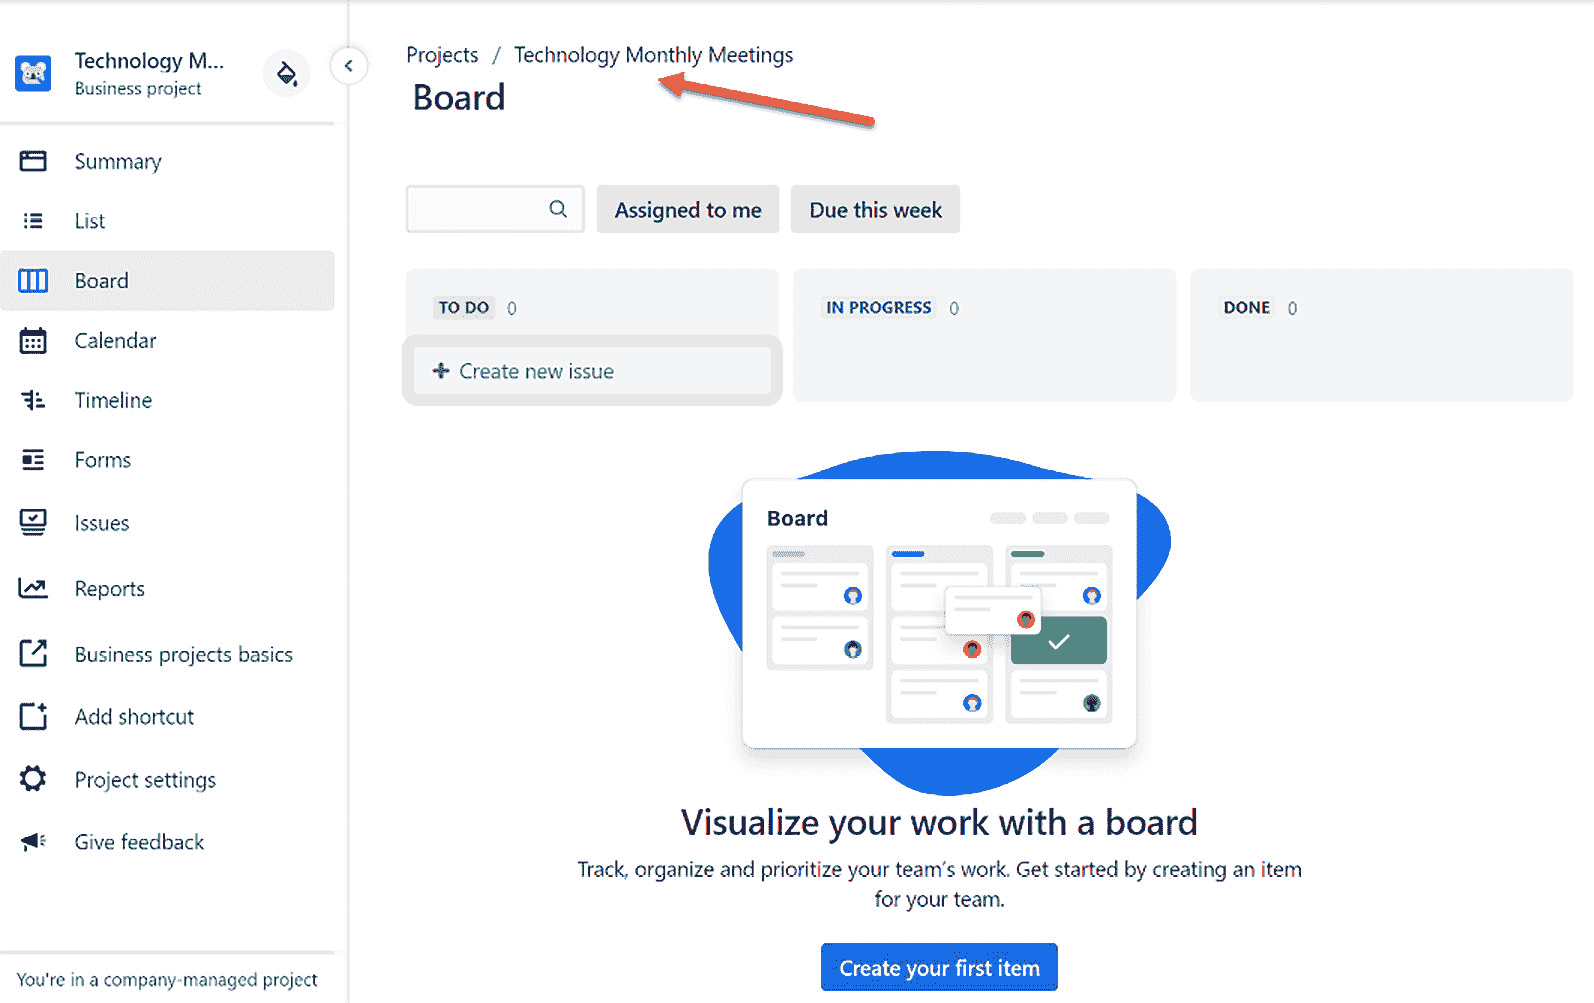 Technology M...
Business project
Summary
List
Board
Calendar
Timeline
Forms
Issues
Reports
Business projects basics
Add shortcut
Project settings
Give feedback
You're in a company-managed project
Projects / Technology Monthly Meetings
Board
Assigned to me
Due this week
TO DO 0
+ Create new issue
IN PROGRESS 0
DONE 0
Board
Visualize your work with a board
Track, organize and prioritize your team's work. Get started by creating an item
for your team.
Create your first item